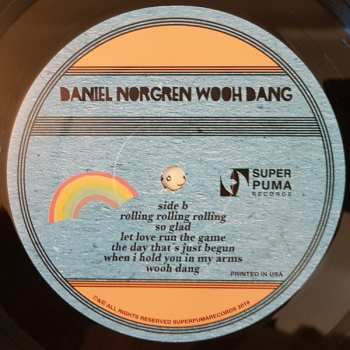 DANIEL NORGREN WOOH DANG
SUPER
PUMA
RECORDS
side b
rolling rolling rolling
so glad
let love run the game
the day that's just begun
when i hold you in my arms
wooh dang
PRINTED IN USA
©& ALL RIGHTS RESERVED SUPERPUMARECORDS 2019